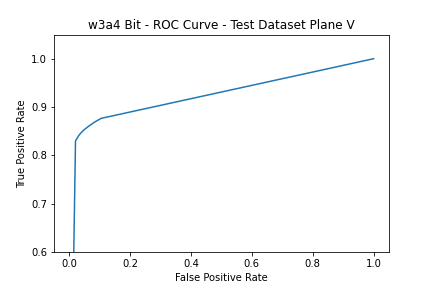 w3a4 Bit - ROC Curve - Test Dataset Plane V
1.0
0.9
0.8
0.7
0.6
True Positive Rate
0.0 0.2 0.4 0.6 0.8 1.0
False Positive Rate